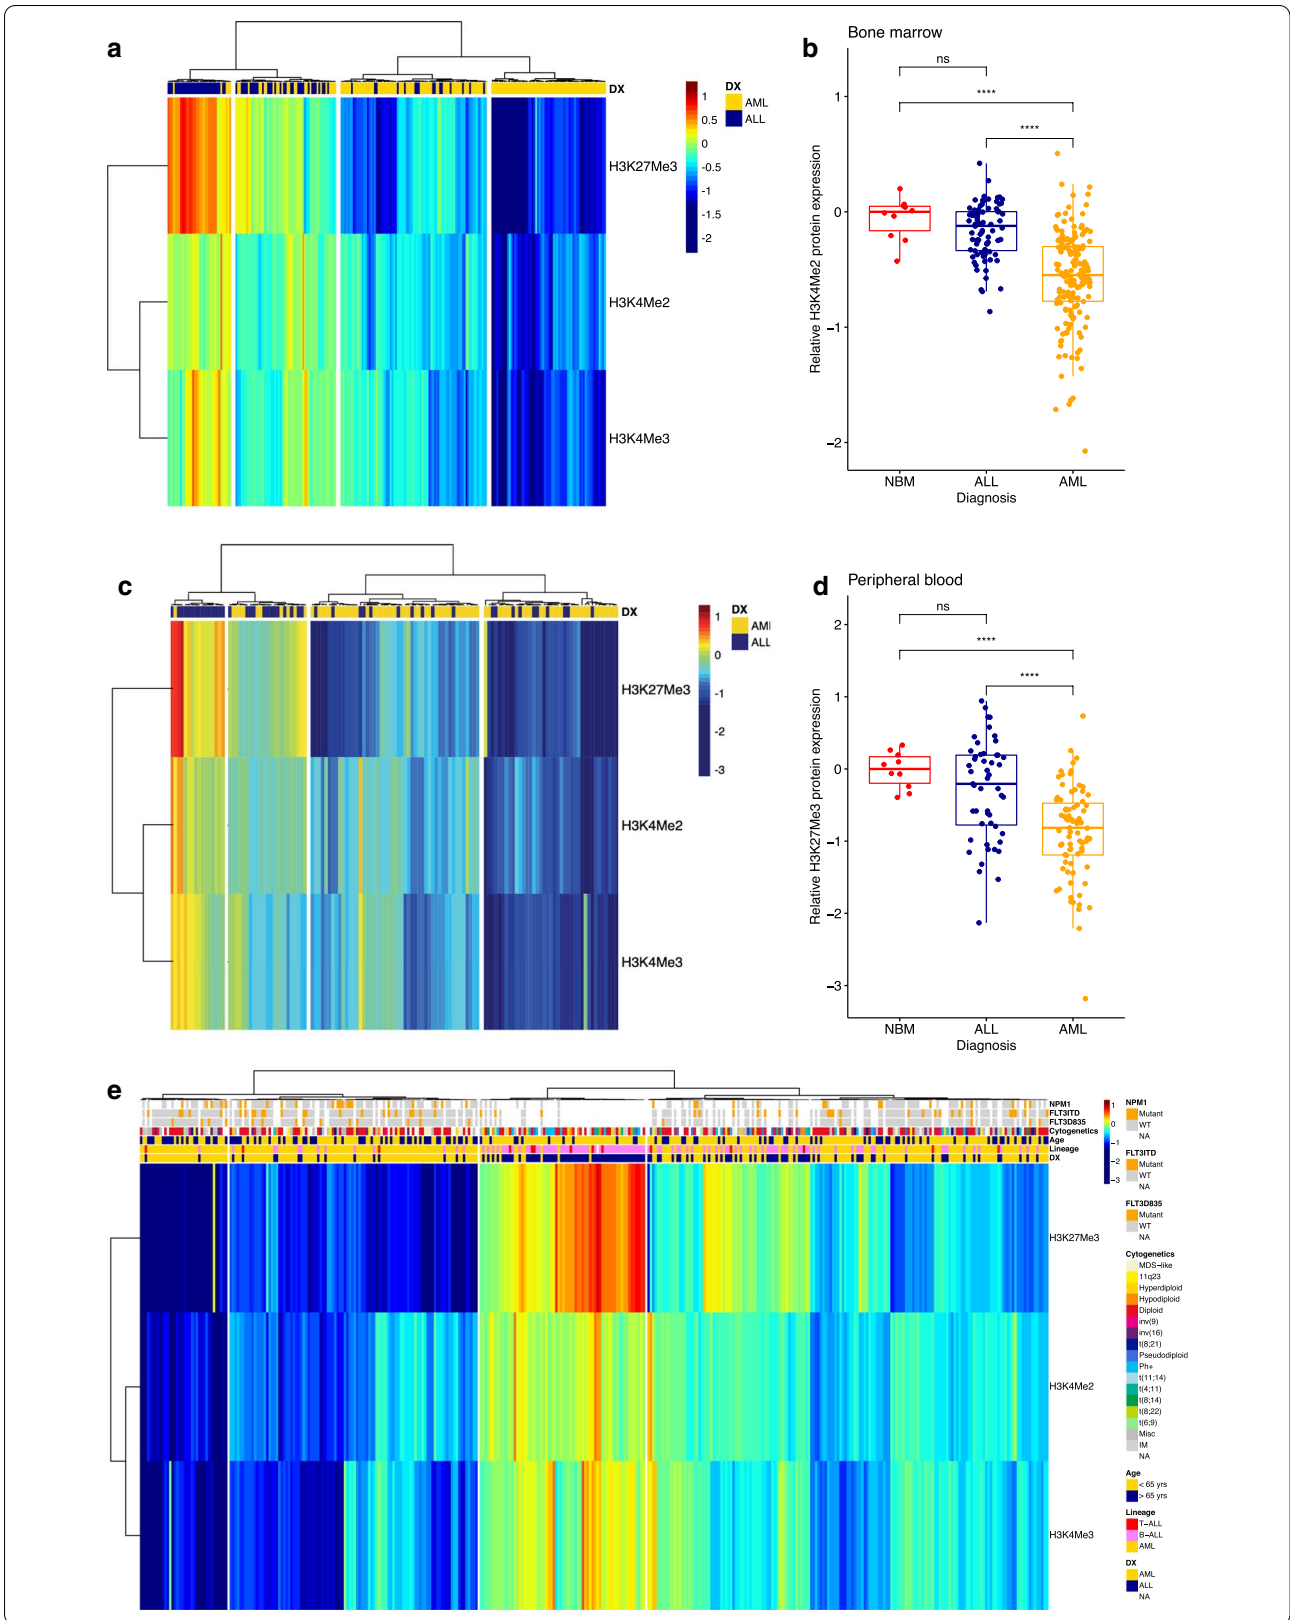 a
DX
H3K27Me3
H3K4Me2
H3K4Me3
1
0.5
0
-0.5
-1
-1.5
-2
DX
AML
ALL
b
Bone marrow
ns
****
****
Relative H3K4Me2 protein expression
1
0
−1
−2
NBM ALL AML
Diagnosis
c
DX
H3K27Me3
H3K4Me2
H3K4Me3
1
0
-1
-2
-3
DX
AMl
ALL
d
Peripheral blood
ns
****
****
Relative H3K27Me3 protein expression
2
1
0
−1
−2
−3
NBM ALL AML
Diagnosis
e
NPM1
FLT3ITD
FLT3D835
Cytogenetics
Age
Lineage
DX
H3K27Me3
H3K4Me2
H3K4Me3
1
0
−1
−2
−3
NPM1
Mutant
WT
NA
FLT3ITD
Mutant
WT
NA
FLT3D835
Mutant
WT
NA
Cytogenetics
MDS−like
11q23
Hyperdiploid
Hypodiploid
Diploid
inv(9)
inv(16)
t(8;21)
Pseudodiploid
Ph+
t(11;14)
t(4;11)
t(8;14)
t(8;22)
t(6;9)
Misc
IM
NA
Age
< 65 yrs
> 65 yrs
Lineage
T−ALL
B−ALL
AML
DX
AML
ALL
NA